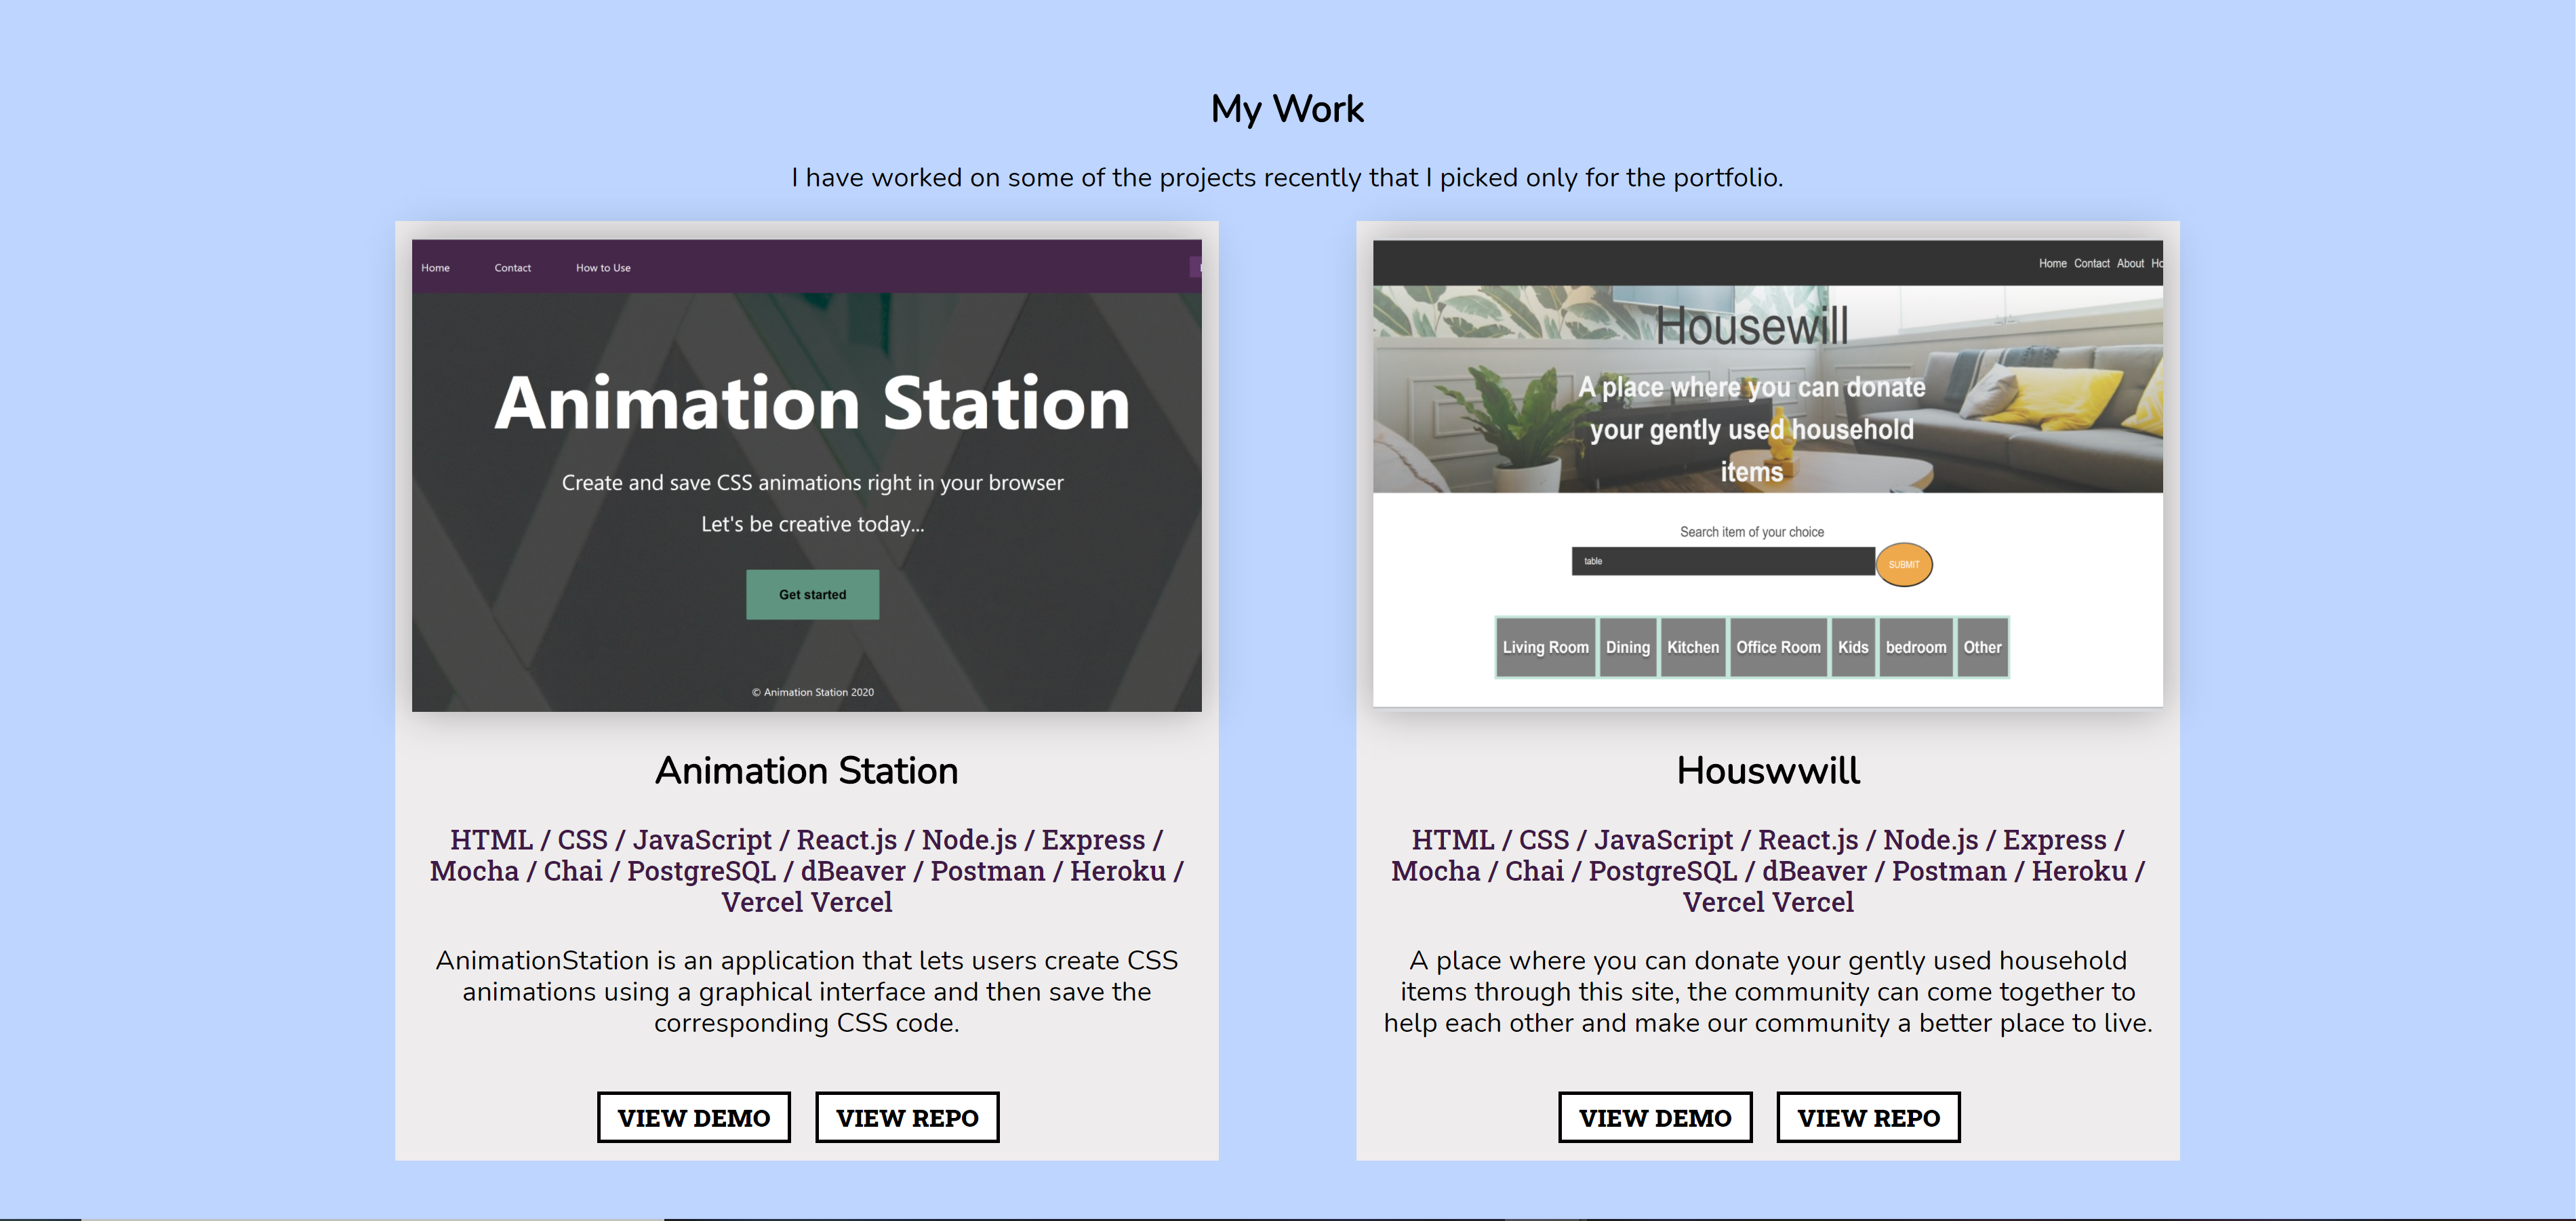 My Work
I have worked on some of the projects recently that I picked only for the portfolio.
Home Contact How to Use
Animation Station
Create and save CSS animations right in your browser
Let's be creative today...
Get started
© Animation Station 2020
Animation Station
HTML / CSS / JavaScript / React.js / Node.js / Express /
Mocha / Chai / PostgreSQL / dBeaver / Postman / Heroku /
Vercel Vercel
AnimationStation is an application that lets users create CSS
animations using a graphical interface and then save the
corresponding CSS code.
VIEW DEMO VIEW REPO
Home Contact About Ho
Housewill
A place where you can donate
your gently used household
items
Search item of your choice
table SUBMIT
Living Room Dining Kitchen Office Room Kids bedroom Other
Houswwill
HTML / CSS / JavaScript / React.js / Node.js / Express /
Mocha / Chai / PostgreSQL / dBeaver / Postman / Heroku /
Vercel Vercel
A place where you can donate your gently used household
items through this site, the community can come together to
help each other and make our community a better place to live.
VIEW DEMO VIEW REPO